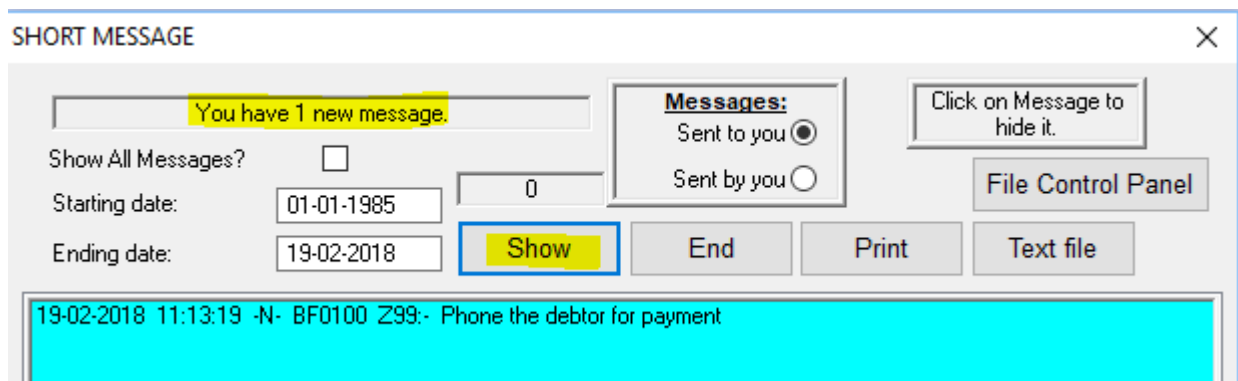 SHORT MESSAGE
You have 1 new message.
Messages:
Sent to you
Sent by you
Click on Message to
hide it.
Show All Messages?
0
File Control Panel
Starting date: 01-01-1985
Ending date: 19-02-2018
Show End Print Text file
19-02-2018 11:13:19 -N- BF0100 Z99:- Phone the debtor for payment